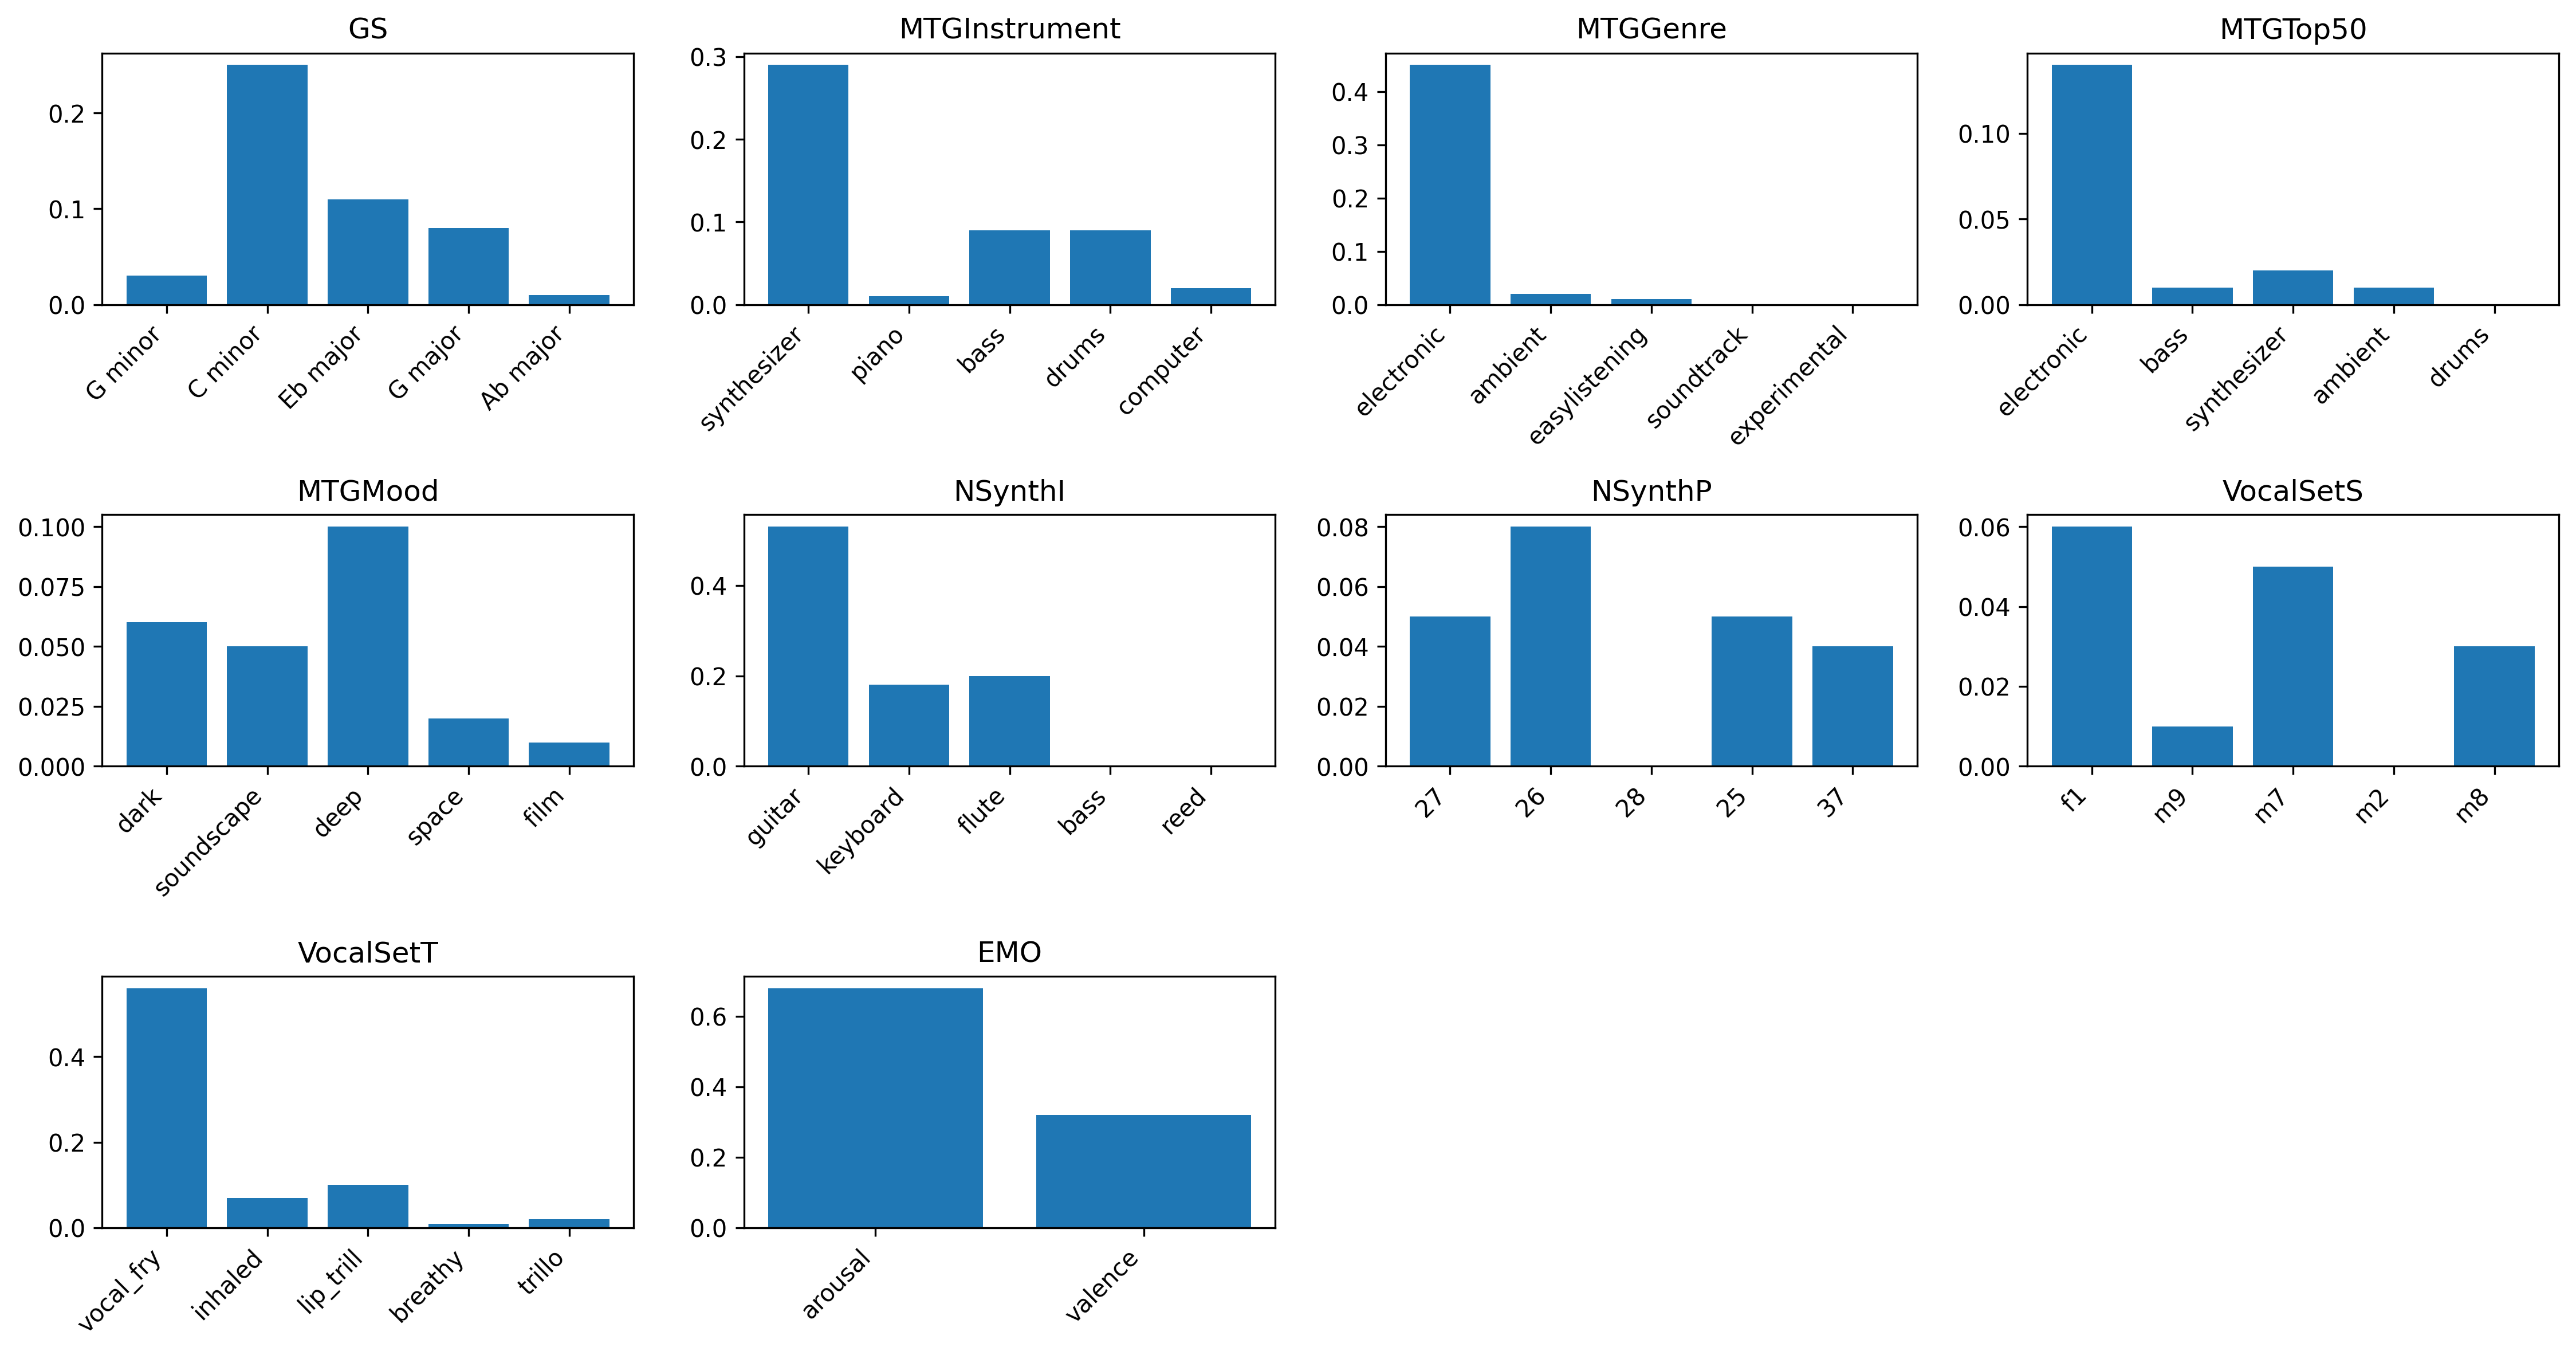 GS
0.2
0.1
0.0
G minor
C minor
Eb major
G major
Ab major
MTGInstrument
0.3
0.2
0.1
0.0
synthesizer
piano
bass
drums
computer
MTGGenre
0.4
0.3
0.2
0.1
0.0
electronic
ambient
easylistening
soundtrack
experimental
MTGTop50
0.10
0.05
0.00
electronic
bass
synthesizer
ambient
drums
MTGMood
0.100
0.075
0.050
0.025
0.000
dark
soundscape
deep
space
film
NSynthI
0.4
0.2
0.0
guitar
keyboard
flute
bass
reed
NSynthP
0.08
0.06
0.04
0.02
0.00
27
26
28
25
37
VocalSetS
0.06
0.04
0.02
0.00
f1
m9
m7
m2
m8
VocalSetT
0.4
0.2
0.0
vocal_fry
inhaled
lip_trill
breathy
trillo
EMO
0.6
0.4
0.2
0.0
arousal
valence